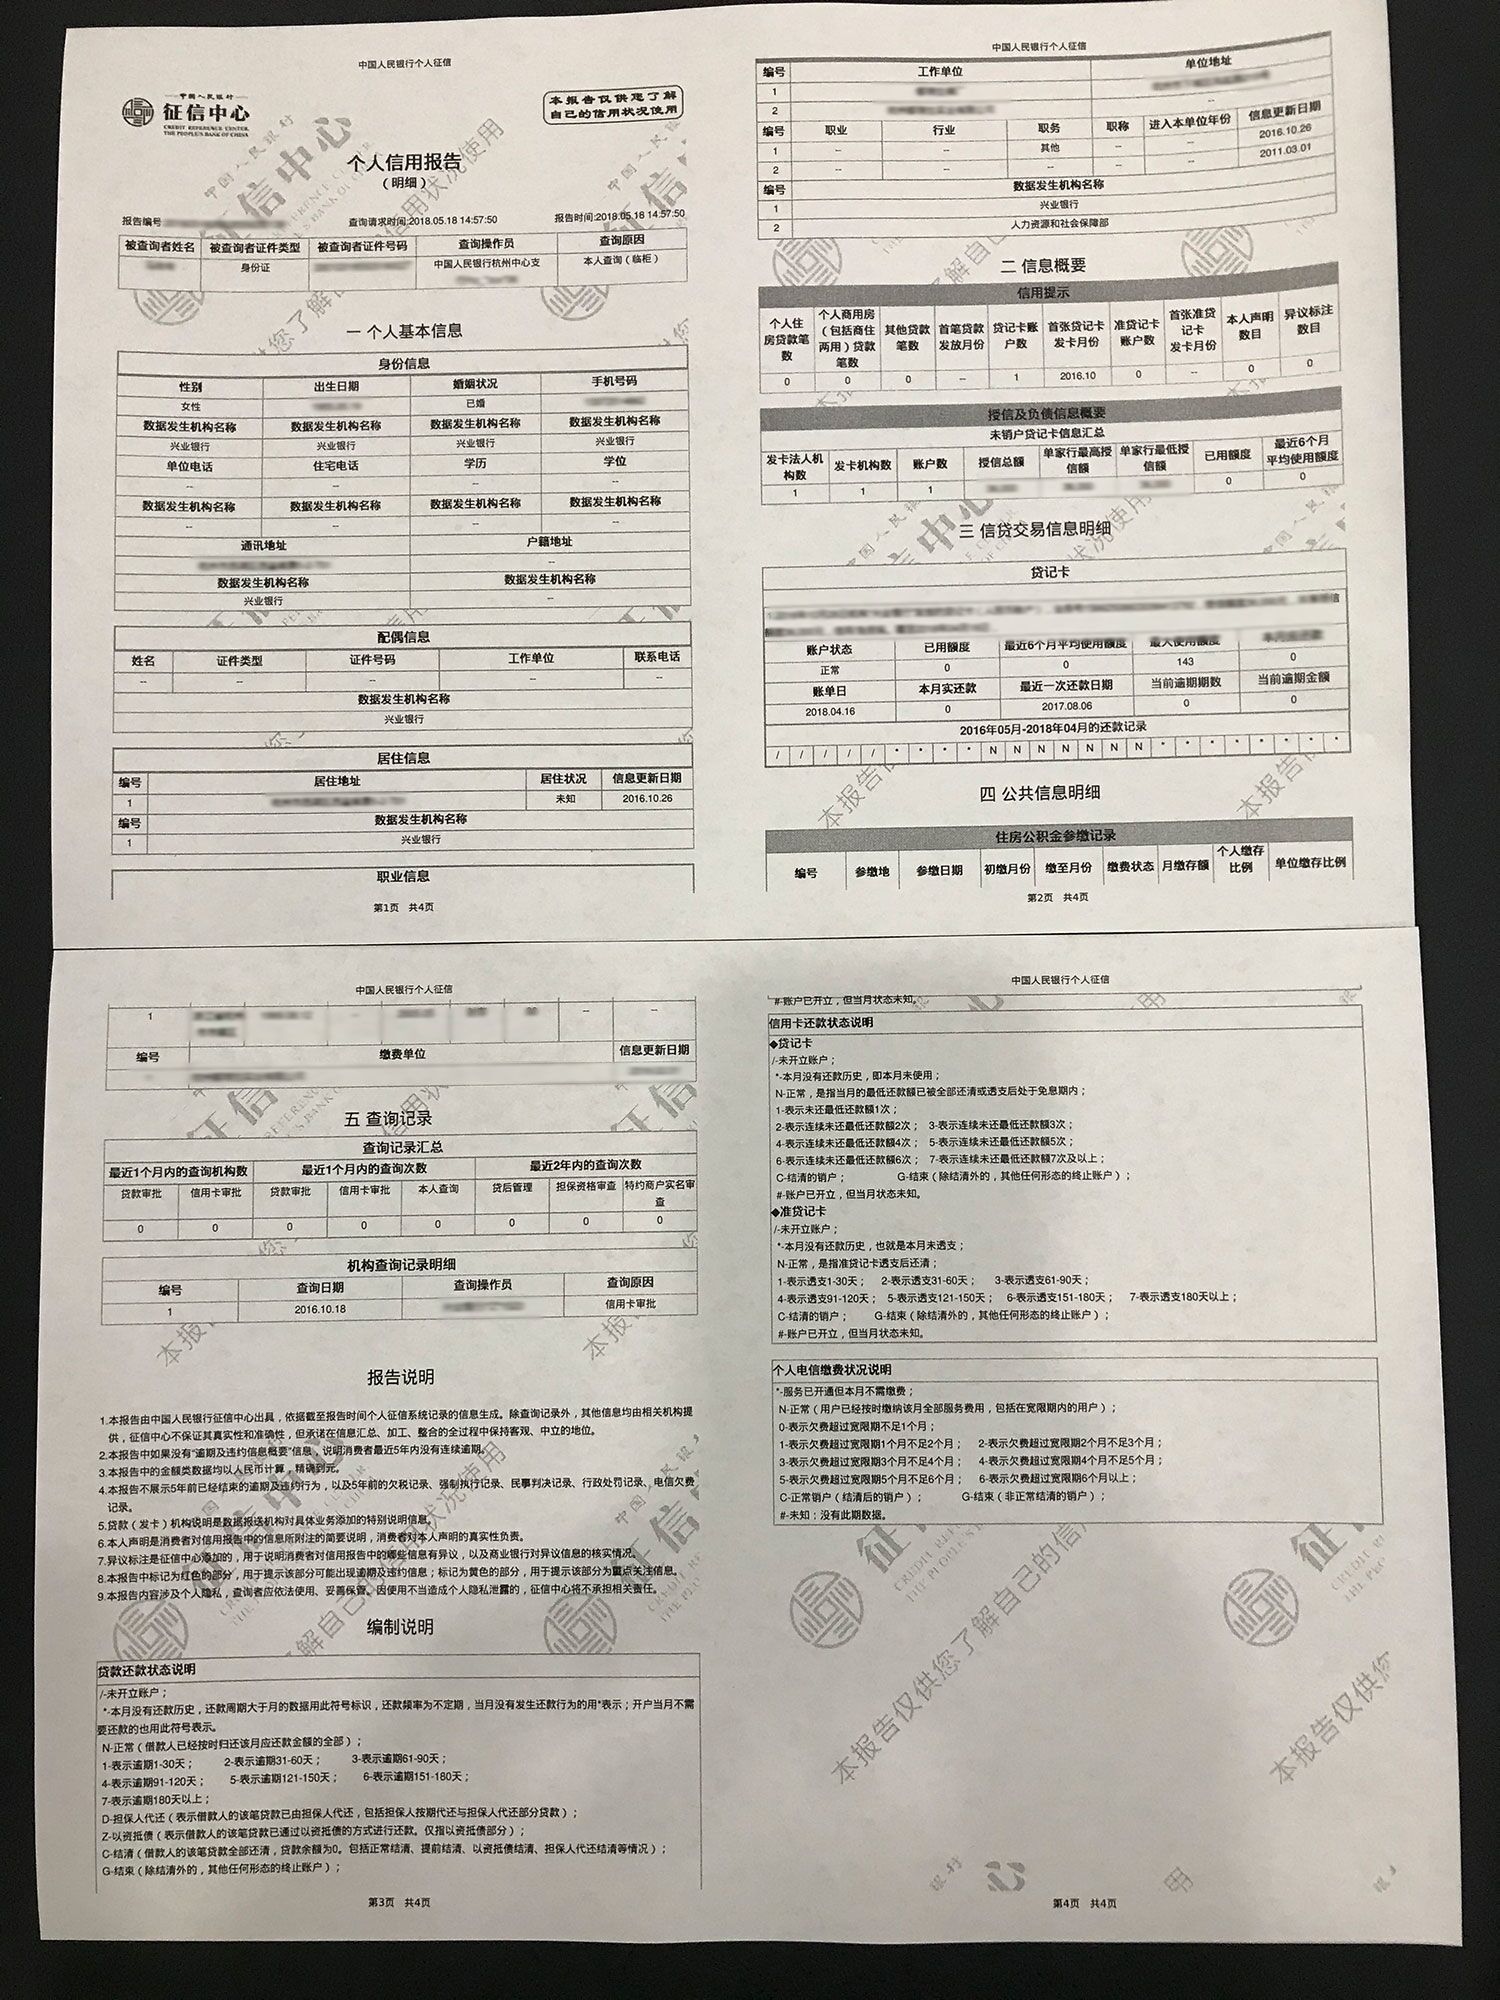 中国人民银行个人征信
中国人民银行
征信中心
CREDIT REFERENCE CENTER,
THE PEOPLE'S BANK OF CHINA
本报告仅供您了解
自己的信用状况使用
个人信用报告
(明细)
报告编号
查询请求时间:2018.05.18 14:57:50
报告时间:2018.05.18 14:57:50
被查询者姓名 被查询者证件类型 被查询者证件号码 查询操作员 查询原因
身份证 中国人民银行杭州中心支 本人查询（临柜）
一 个人基本信息
身份信息
性别 出生日期 婚姻状况 手机号码
女性 已婚
数据发生机构名称 数据发生机构名称 数据发生机构名称 数据发生机构名称
兴业银行 兴业银行 兴业银行 兴业银行
单位电话 住宅电话 学历 学位
-- -- -- --
数据发生机构名称 数据发生机构名称 数据发生机构名称 数据发生机构名称
-- -- -- --
通讯地址 户籍地址
--
数据发生机构名称 数据发生机构名称
兴业银行 --
配偶信息
姓名 证件类型 证件号码 工作单位 联系电话
-- -- -- -- --
数据发生机构名称
兴业银行
居住信息
编号 居住地址 居住状况 信息更新日期
1 未知 2016.10.26
编号 数据发生机构名称
1 兴业银行
职业信息
第1页 共4页
中国人民银行个人征信
编号 工作单位 单位地址
1
2 --
编号 职业 行业 职务 职称 进入本单位年份 信息更新日期
1 -- -- 其他 -- -- 2016.10.26
2 -- -- -- -- -- 2011.03.01
编号 数据发生机构名称
1 兴业银行
2 人力资源和社会保障部
二 信息概要
信用提示
个人住房贷款笔数 个人商用房（包括商住两用）贷款笔数 其他贷款笔数 首笔贷款发放月份 贷记卡账户数 首张贷记卡发卡月份 准贷记卡账户数 首张准贷记卡发卡月份 本人声明数目 异议标注数目
0 0 0 -- 1 2016.10 0 -- 0 0
授信及负债信息概要
未销户贷记卡信息汇总
发卡法人机构数 发卡机构数 账户数 授信总额 单家行最高授信额 单家行最低授信额 已用额度 最近6个月平均使用额度
1 1 1 0 0
三 信贷交易信息明细
贷记卡
账户状态 已用额度 最近6个月平均使用额度 最大使用额度 本月应还款
正常 0 0 143 0
账单日 本月实还款 最近一次还款日期 当前逾期期数 当前逾期金额
2018.04.16 0 2017.08.06 0 0
2016年05月-2018年04月的还款记录
/ / / / / * * * * N N N N N N N * * * * * * * *
四 公共信息明细
住房公积金参缴记录
编号 参缴地 参缴日期 初缴月份 缴至月份 缴费状态 月缴存额 个人缴存比例 单位缴存比例
第2页 共4页
中国人民银行个人征信
1 -- -- --
编号 缴费单位 信息更新日期
五 查询记录
查询记录汇总
最近1个月内的查询机构数 最近1个月内的查询次数 最近2年内的查询次数
贷款审批 信用卡审批 贷款审批 信用卡审批 本人查询 贷后管理 担保资格审查 特约商户实名审查
0 0 0 0 0 0 0 0
机构查询记录明细
编号 查询日期 查询操作员 查询原因
1 2016.10.18 信用卡审批
报告说明
1.本报告由中国人民银行征信中心出具，依据截至报告时间个人征信系统记录的信息生成。除查询记录外，其他信息均由相关机构提
供，征信中心不保证其真实性和准确性，但承诺在信息汇总、加工、整合的全过程中保持客观、中立的地位。
2.本报告中如果没有“逾期及违约信息概要”信息，说明消费者最近5年内没有连续逾期。
3.本报告中的金额类数据均以人民币计算，精确到元。
4.本报告不展示5年前已经结束的逾期及违约行为，以及5年前的欠税记录、强制执行记录、民事判决记录、行政处罚记录、电信欠费
记录。
5.贷款（发卡）机构说明是数据报送机构对具体业务添加的特别说明信息。
6.本人声明是消费者对信用报告中的信息所附注的简要说明，消费者对本人声明的真实性负责。
7.异议标注是征信中心添加的，用于说明消费者对信用报告中的哪些信息有异议，以及商业银行对异议信息的核实情况。
8.本报告中标记为红色的部分，用于提示该部分可能出现逾期及违约信息；标记为黄色的部分，用于提示该部分为重点关注信息。
9.本报告内容涉及个人隐私，查询者应依法使用、妥善保管。因使用不当造成个人隐私泄露的，征信中心将不承担相关责任。
编制说明
贷款还款状态说明
/-未开立账户；
*-本月没有还款历史，还款周期大于月的数据用此符号标识，还款频率为不定期，当月没有发生还款行为的用*表示；开户当月不需
要还款的也用此符号表示。
N-正常（借款人已经按时归还该月应还款金额的全部）；
1-表示逾期1-30天； 2-表示逾期31-60天； 3-表示逾期61-90天；
4-表示逾期91-120天； 5-表示逾期121-150天； 6-表示逾期151-180天；
7-表示逾期180天以上；
D-担保人代还（表示借款人的该笔贷款已由担保人代还，包括担保人按期代还与担保人代还部分贷款）；
Z-以资抵债（表示借款人的该笔贷款已通过以资抵债的方式进行还款。仅指以资抵债部分）；
C-结清（借款人的该笔贷款全部还清，贷款余额为0。包括正常结清、提前结清、以资抵债结清、担保人代还结清等情况）；
G-结束（除结清外的，其他任何形态的终止账户）；
第3页 共4页
中国人民银行个人征信
#-账户已开立，但当月状态未知。
信用卡还款状态说明
◆贷记卡
/-未开立账户；
*-本月没有还款历史，即本月未使用；
N-正常，是指当月的最低还款额已被全部还清或透支后处于免息期内；
1-表示未还最低还款额1次；
2-表示连续未还最低还款额2次； 3-表示连续未还最低还款额3次；
4-表示连续未还最低还款额4次； 5-表示连续未还最低还款额5次；
6-表示连续未还最低还款额6次； 7-表示连续未还最低还款额7次及以上；
C-结清的销户； G-结束（除结清外的，其他任何形态的终止账户）；
#-账户已开立，但当月状态未知。
◆准贷记卡
/-未开立账户；
*-本月没有还款历史，也就是本月未透支；
N-正常，是指准贷记卡透支后还清；
1-表示透支1-30天； 2-表示透支31-60天； 3-表示透支61-90天；
4-表示透支91-120天； 5-表示透支121-150天； 6-表示透支151-180天； 7-表示透支180天以上；
C-结清的销户； G-结束（除结清外的，其他任何形态的终止账户）；
#-账户已开立，但当月状态未知。
个人电信缴费状况说明
*-服务已开通但本月不需缴费；
N-正常（用户已经按时缴纳该月全部服务费用，包括在宽限期内的用户）；
0-表示欠费超过宽限期不足1个月；
1-表示欠费超过宽限期1个月不足2个月； 2-表示欠费超过宽限期2个月不足3个月；
3-表示欠费超过宽限期3个月不足4个月； 4-表示欠费超过宽限期4个月不足5个月；
5-表示欠费超过宽限期5个月不足6个月； 6-表示欠费超过宽限期6个月以上；
C-正常销户（结清后的销户）； G-结束（非正常结清的销户）；
#-未知：没有此期数据。
第4页 共4页